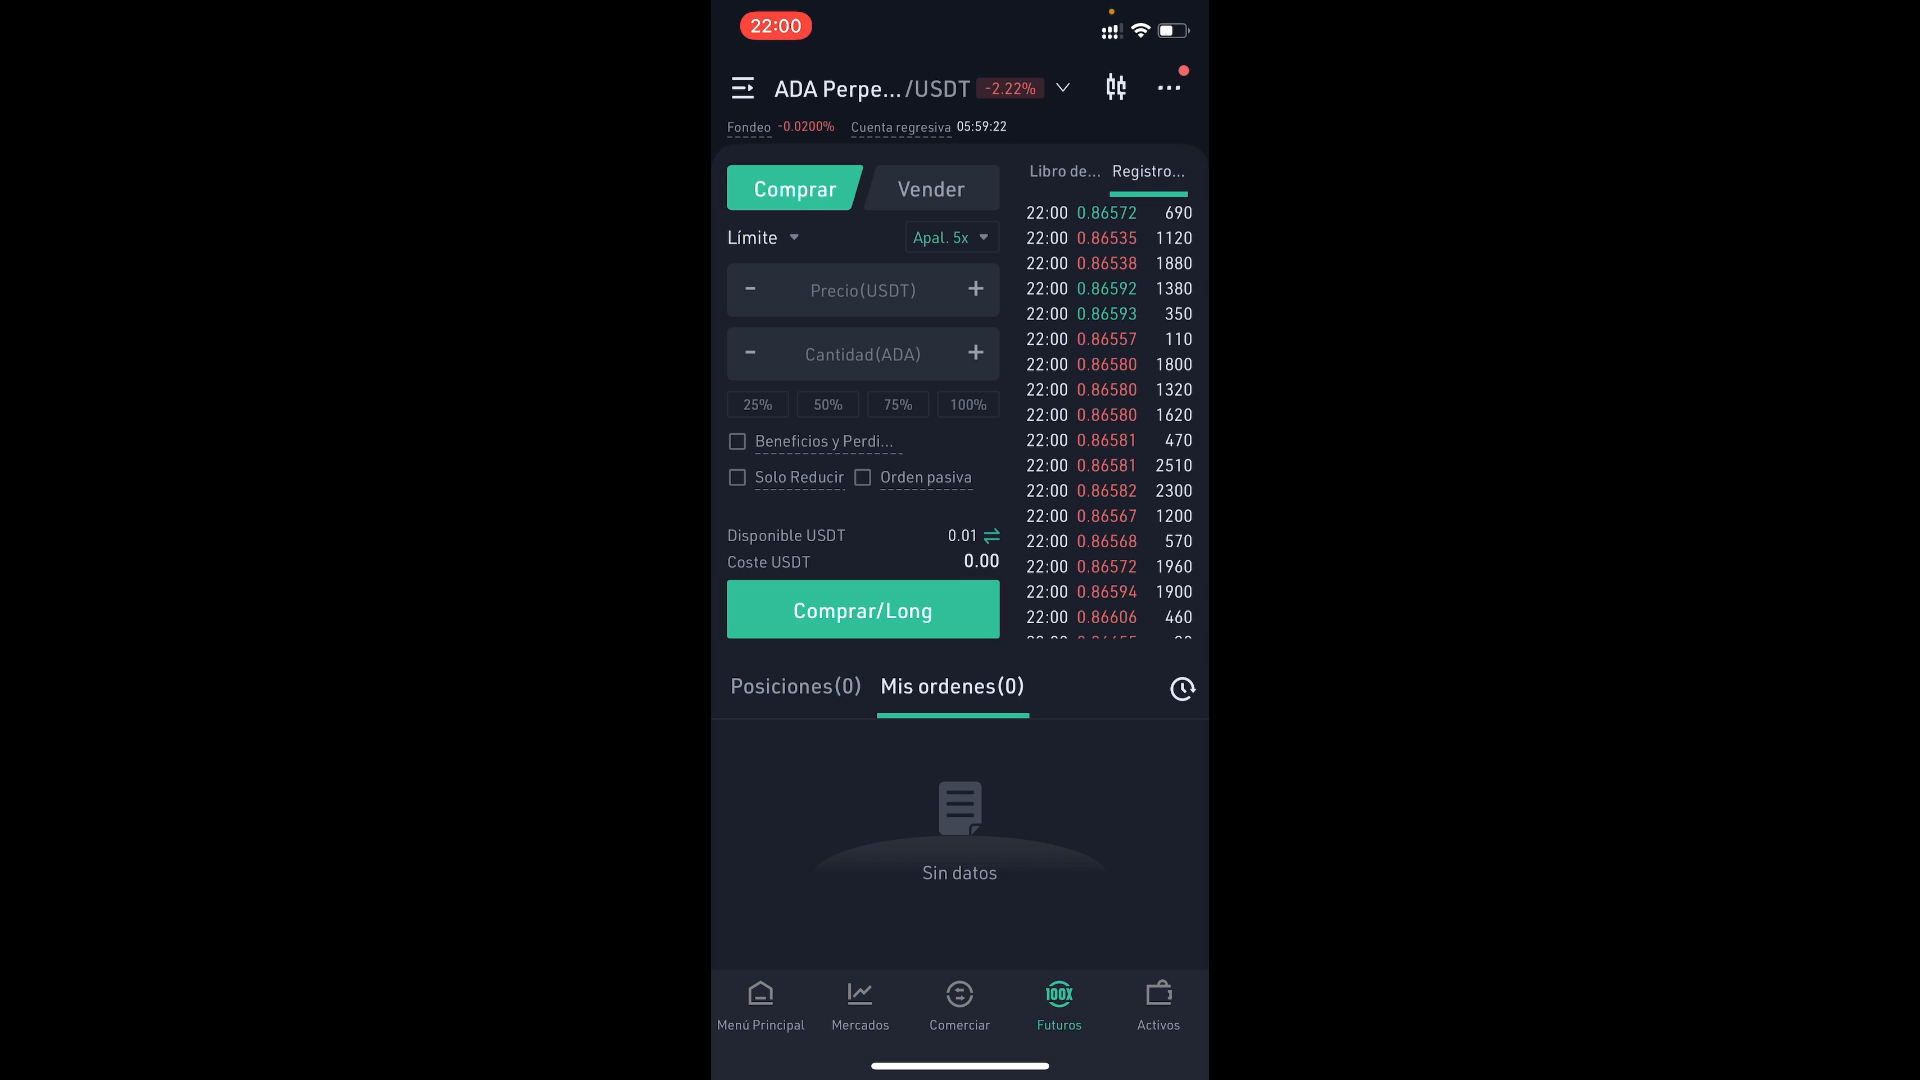 22:00
ADA Perpe.../USDT -2.22%
Fondeo -0.0200% Cuenta regresiva 05:59:22
Comprar Vender
Límite Apal. 5x
- Precio(USDT) +
- Cantidad(ADA) +
25% 50% 75% 100%
Beneficios y Perdi...
Solo Reducir Orden pasiva
Disponible USDT 0.01
Coste USDT 0.00
Comprar/Long
Libro de... Registro...
22:00 0.86572 690
22:00 0.86535 1120
22:00 0.86538 1880
22:00 0.86592 1380
22:00 0.86593 350
22:00 0.86557 110
22:00 0.86580 1800
22:00 0.86580 1320
22:00 0.86580 1620
22:00 0.86581 470
22:00 0.86581 2510
22:00 0.86582 2300
22:00 0.86567 1200
22:00 0.86568 570
22:00 0.86572 1960
22:00 0.86594 1900
22:00 0.86606 460
Posiciones(0) Mis ordenes(0)
Sin datos
100X
Menú Principal Mercados Comerciar Futuros Activos